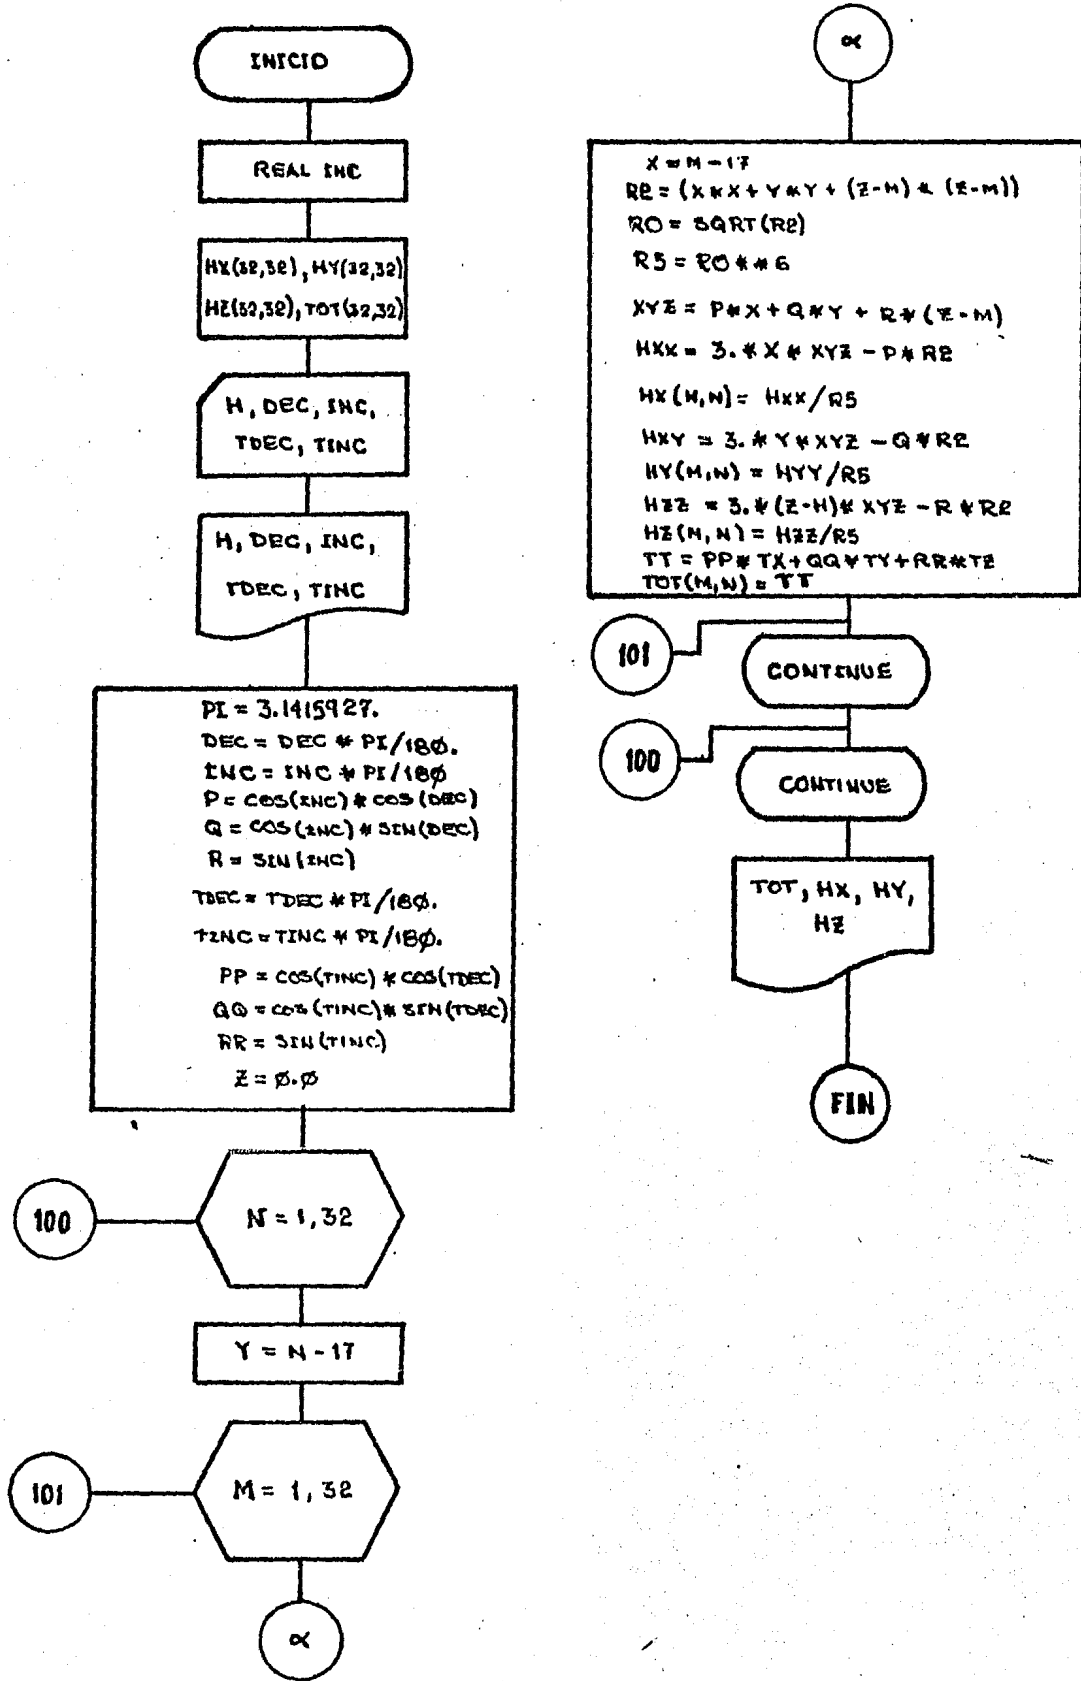 INICIO
REAL INC
HX(32,32), HY(32,32)
HZ(32,32), TOT(32,32)
H, DEC, INC,
TDEC, TINC
H, DEC, INC,
TDEC, TINC
PI = 3.1415927.
DEC = DEC * PI/18Ø.
INC = INC * PI/18Ø
P = COS(INC) * COS(DEC)
Q = COS(INC) * SIN(DEC)
R = SIN(INC)
TDEC = TDEC * PI/18Ø.
TINC = TINC * PI/18Ø.
PP = COS(TINC) * COS(TDEC)
QQ = COS(TINC) * SIN(TDEC)
RR = SIN(TINC)
Z = Ø.Ø
100
N = 1, 32
Y = N - 17
101
M = 1, 32
α
α
X = M - 17
R2 = (X*X + Y*Y + (Z-H) * (Z-M))
RO = SQRT(R2)
R5 = RO**6
XYZ = P*X + Q*Y + R*(Z-M)
HXX = 3.*X*XYZ - P*R2
HX(M,N) = HXX/R5
HXY = 3.*Y*XYZ - Q*R2
HY(M,N) = HYY/R5
HZZ = 3.*(Z-H)*XYZ - R*R2
HZ(M,N) = HZZ/R5
TT = PP*TX + QQ*TY + RR*TZ
TOT(M,N) = TT
101
CONTINUE
100
CONTINUE
TOT, HX, HY,
HZ
FIN